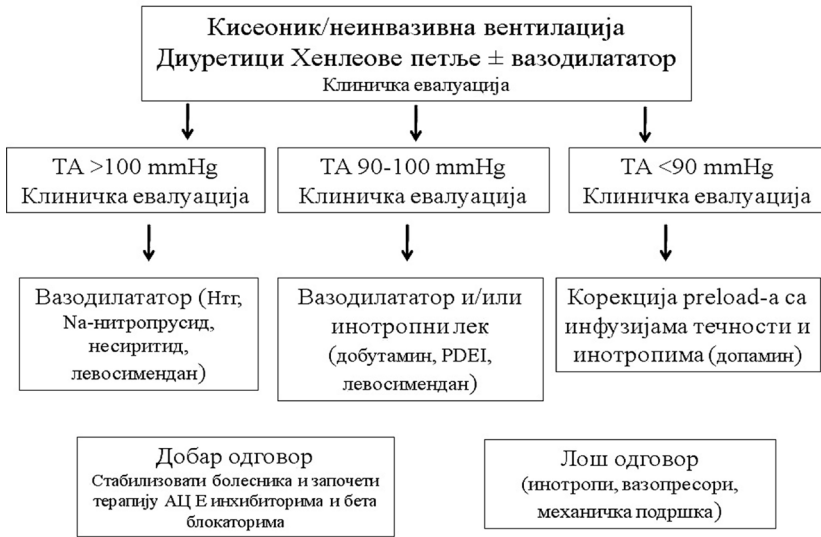 Кисеоник/неинвазивна вентилација
Диуретици Хенлеове петље ± вазодилататор
Клиничка евалуација
ТА >100 mmHg
Клиничка евалуација
ТА 90-100 mmHg
Клиничка евалуација
ТА <90 mmHg
Клиничка евалуација
Вазодилататор (Нтг,
Na-нитропрусид,
несиритид,
левосимендан)
Вазодилататор и/или
инотропни лек
(добутамин, PDEI,
левосимендан)
Корекција preload-а са
инфузијама течности и
инотропима (допамин)
Добар одговор
Стабилизовати болесника и започети
терапију АЦ Е инхибиторима и бета
блокаторима
Лош одговор
(инотропи, вазопресори,
механичка подршка)